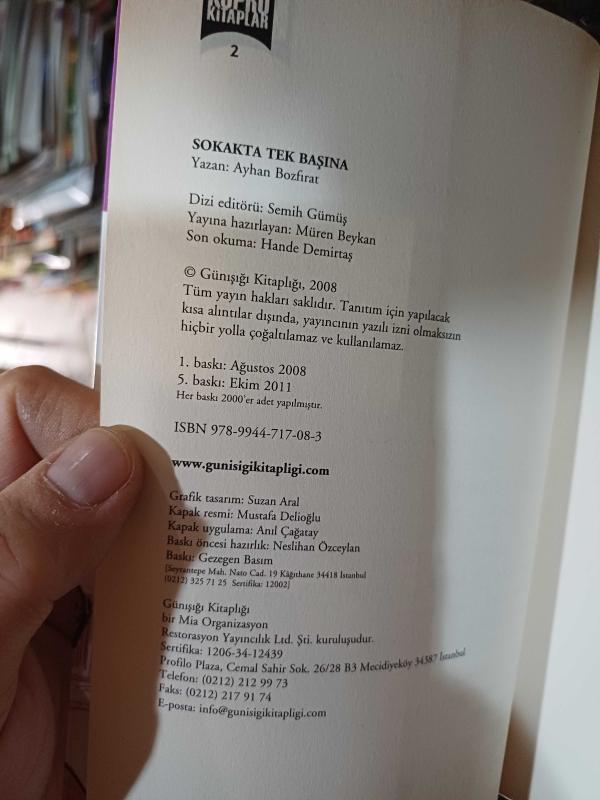 KÖPRÜ
KİTAPLAR
2
SOKAKTA TEK BAŞINA
Yazan: Ayhan Bozfırat
Dizi editörü: Semih Gümüş
Yayına hazırlayan: Müren Beykan
Son okuma: Hande Demirtaş
© Günışığı Kitaplığı, 2008
Tüm yayın hakları saklıdır. Tanıtım için yapılacak
kısa alıntılar dışında, yayıncının yazılı izni olmaksızın
hiçbir yolla çoğaltılamaz ve kullanılamaz.
1. baskı: Ağustos 2008
5. baskı: Ekim 2011
Her baskı 2000'er adet yapılmıştır.
ISBN 978-9944-717-08-3
www.gunisigikitapligi.com
Grafik tasarım: Suzan Aral
Kapak resmi: Mustafa Delioğlu
Kapak uygulama: Anıl Çağatay
Baskı öncesi hazırlık: Neslihan Özceylan
Baskı: Gezegen Basım
[Seyrantepe Mah. Nato Cad. 19 Kâğıthane 34418 İstanbul
(0212) 325 71 25 Sertifika: 12002]
Günışığı Kitaplığı
bir Mia Organizasyon
Restorasyon Yayıncılık Ltd. Şti. kuruluşudur.
Sertifika: 1206-34-12439
Profilo Plaza, Cemal Sahir Sok. 26/28 B3 Mecidiyeköy 34387 İstanbul
Telefon: (0212) 212 99 73
Faks: (0212) 217 91 74
E-posta: info@gunisigikitapligi.com